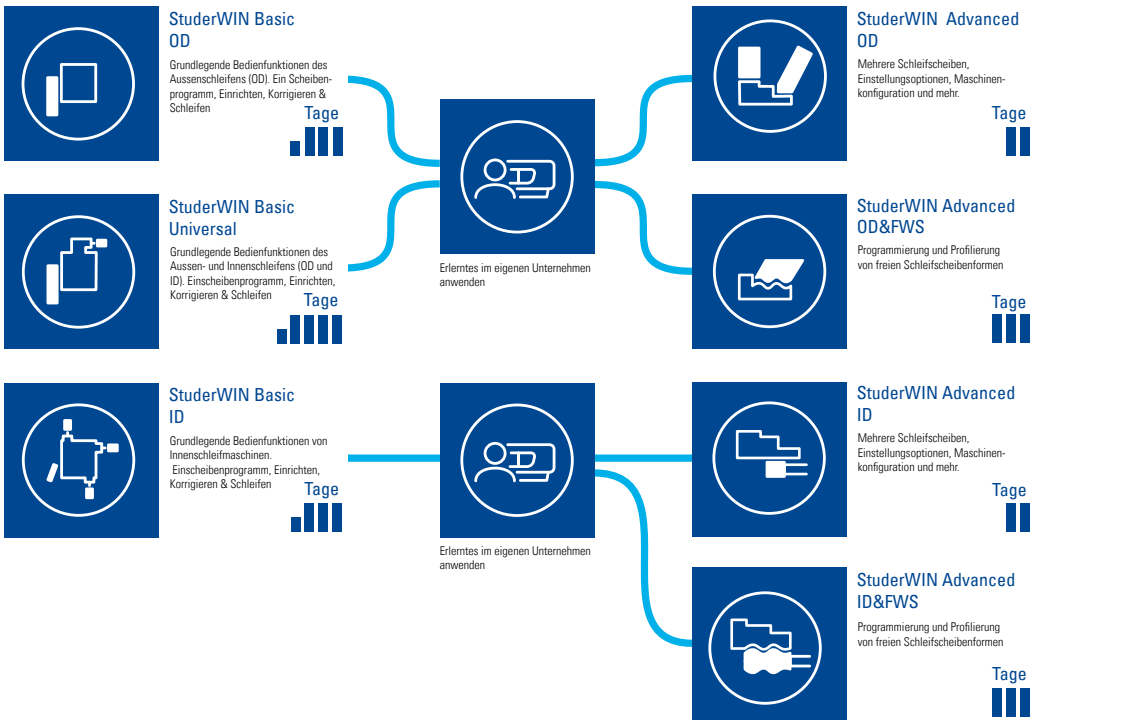 StuderWIN Basic
OD
Grundlegende Bedienfunktionen des
Aussenschleifens (OD). Ein Scheiben-
programm, Einrichten, Korrigieren &
Schleifen
Tage
StuderWIN Basic
Universal
Grundlegende Bedienfunktionen des
Aussen- und Innenschleifens (OD und
ID). Einscheibenprogramm, Einrichten,
Korrigieren & Schleifen
Tage
StuderWIN Basic
ID
Grundlegende Bedienfunktionen von
Innenschleifmaschinen.
Einscheibenprogramm, Einrichten,
Korrigieren & Schleifen
Tage
Erlerntes im eigenen Unternehmen
anwenden
Erlerntes im eigenen Unternehmen
anwenden
StuderWIN Advanced
OD
Mehrere Schleifscheiben,
Einstellungsoptionen, Maschinen-
konfiguration und mehr.
Tage
StuderWIN Advanced
OD&FWS
Programmierung und Profilierung
von freien Schleifscheibenformen
Tage
StuderWIN Advanced
ID
Mehrere Schleifscheiben,
Einstellungsoptionen, Maschinen-
konfiguration und mehr.
Tage
StuderWIN Advanced
ID&FWS
Programmierung und Profilierung
von freien Schleifscheibenformen
Tage